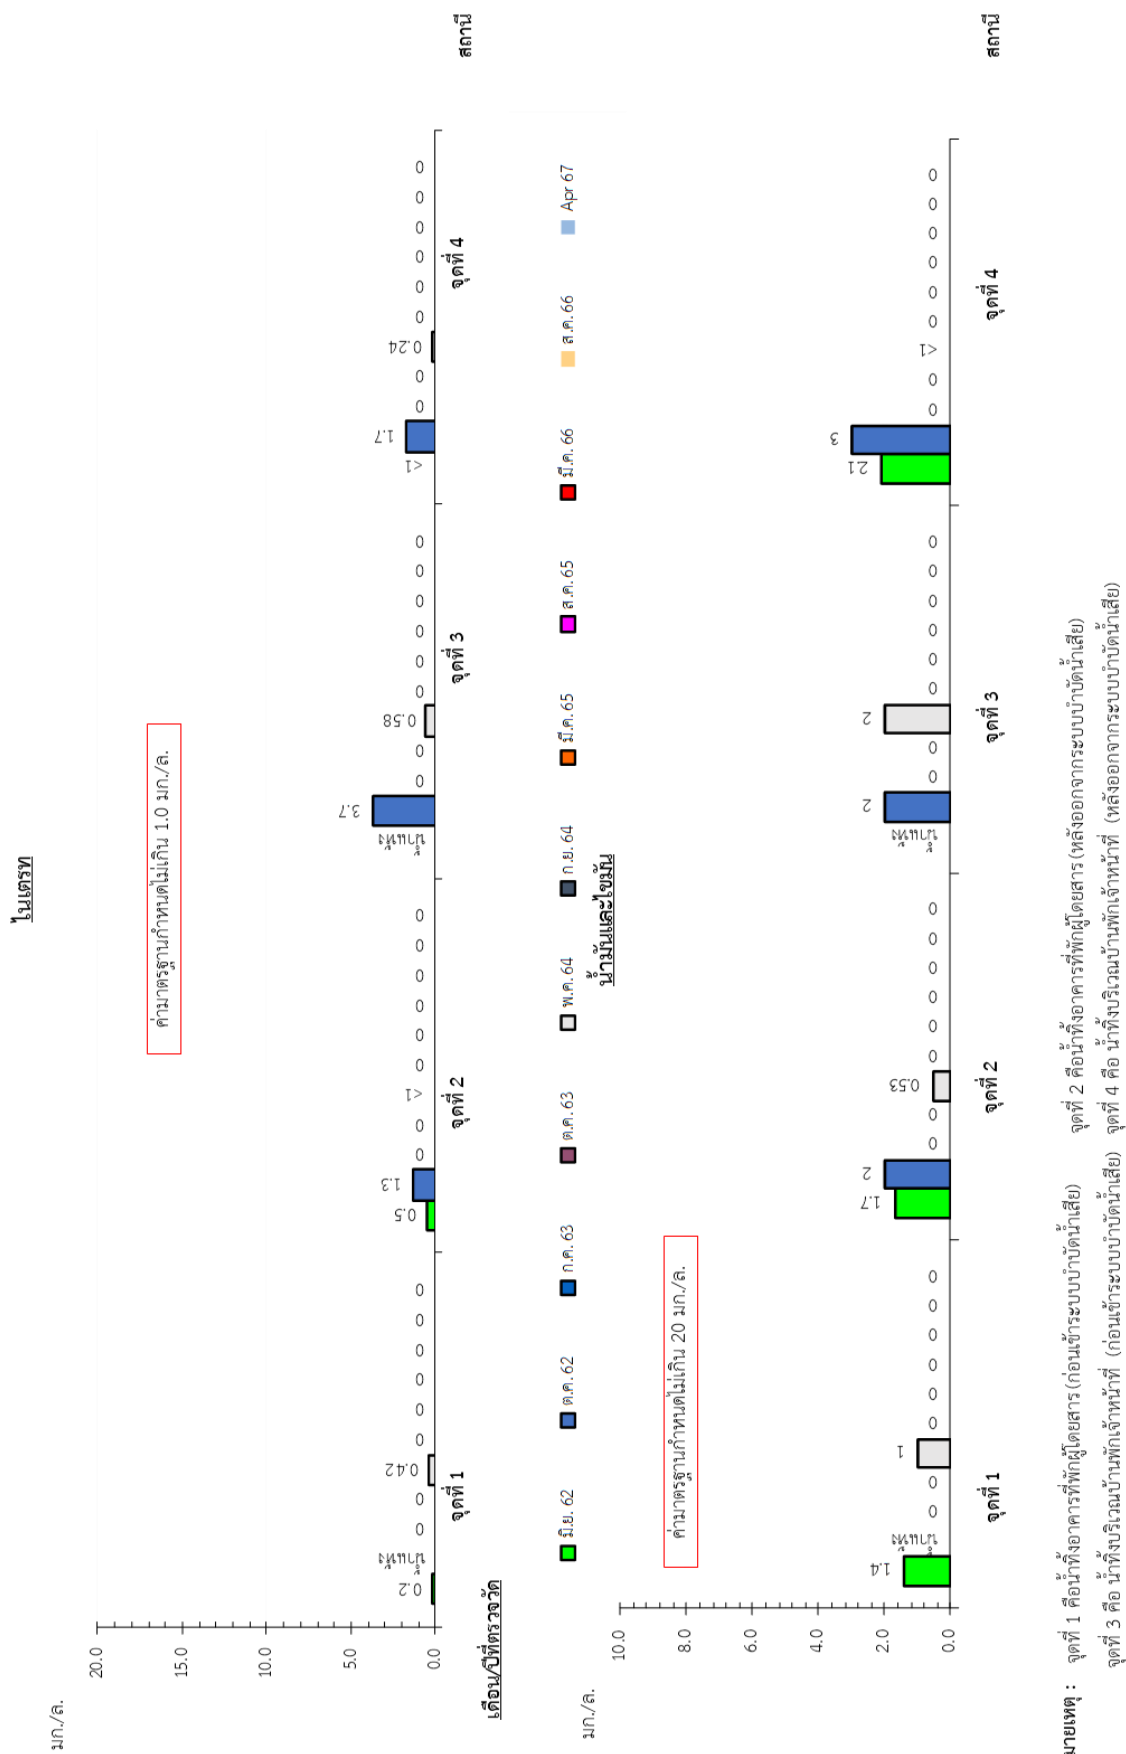 ไนเตรท
มก./ล.
20.0
15.0
10.0
5.0
0.0
ค่ามาตรฐานกำหนดไม่เกิน 1.0 มก./ล.
0.2
น้ำแห้ง
0
0
0.42
0
0
0
0
0
0
0.5
1.3
0
0
<1
0
0
0
0
0
0
น้ำแห้ง
3.7
0
0
0.58
0
0
0
0
0
0
<1
1.7
0
0
0.24
0
0
0
0
0
0
จุดที่ 1
จุดที่ 2
จุดที่ 3
จุดที่ 4
สถานี
เดือน/ปีที่ตรวจวัด
มิ.ย. 62
ต.ค. 62
ก.ค. 63
ต.ค. 63
พ.ค. 64
ก.ย. 64
มี.ค. 65
ส.ค. 65
มี.ค. 66
ส.ค. 66
Apr 67
น้ำมันและไขมัน
มก./ล.
10.0
8.0
6.0
4.0
2.0
0.
ค่ามาตรฐานกำหนดไม่เกิน 20 มก./ล.
1.4
น้ำแห้ง
0
0
1
0
0
0
0
0
0
1.7
2
0
0
0.53
0
0
0
0
0
0
น้ำแห้ง
2
0
0
2
0
0
0
0
0
0
21
3
0
0
<1
0
0
0
0
0
0
จุดที่ 1
จุดที่ 2
จุดที่ 3
จุดที่ 4
สถานี
มายเหตุ : จุดที่ 1 คือน้ำทิ้งอาคารที่พักผู้โดยสาร (ก่อนเข้าระบบบำบัดน้ำเสีย) จุดที่ 2 คือน้ำทิ้งอาคารที่พักผู้โดยสาร (หลังออกจากระบบบำบัดน้ำเสีย)
จุดที่ 3 คือ น้ำทิ้งบริเวณบ้านพักเจ้าหน้าที่ (ก่อนเข้าระบบบำบัดน้ำเสีย) จุดที่ 4 คือ น้ำทิ้งบริเวณบ้านพักเจ้าหน้าที่ (หลังออกจากระบบบำบัดน้ำเสีย)